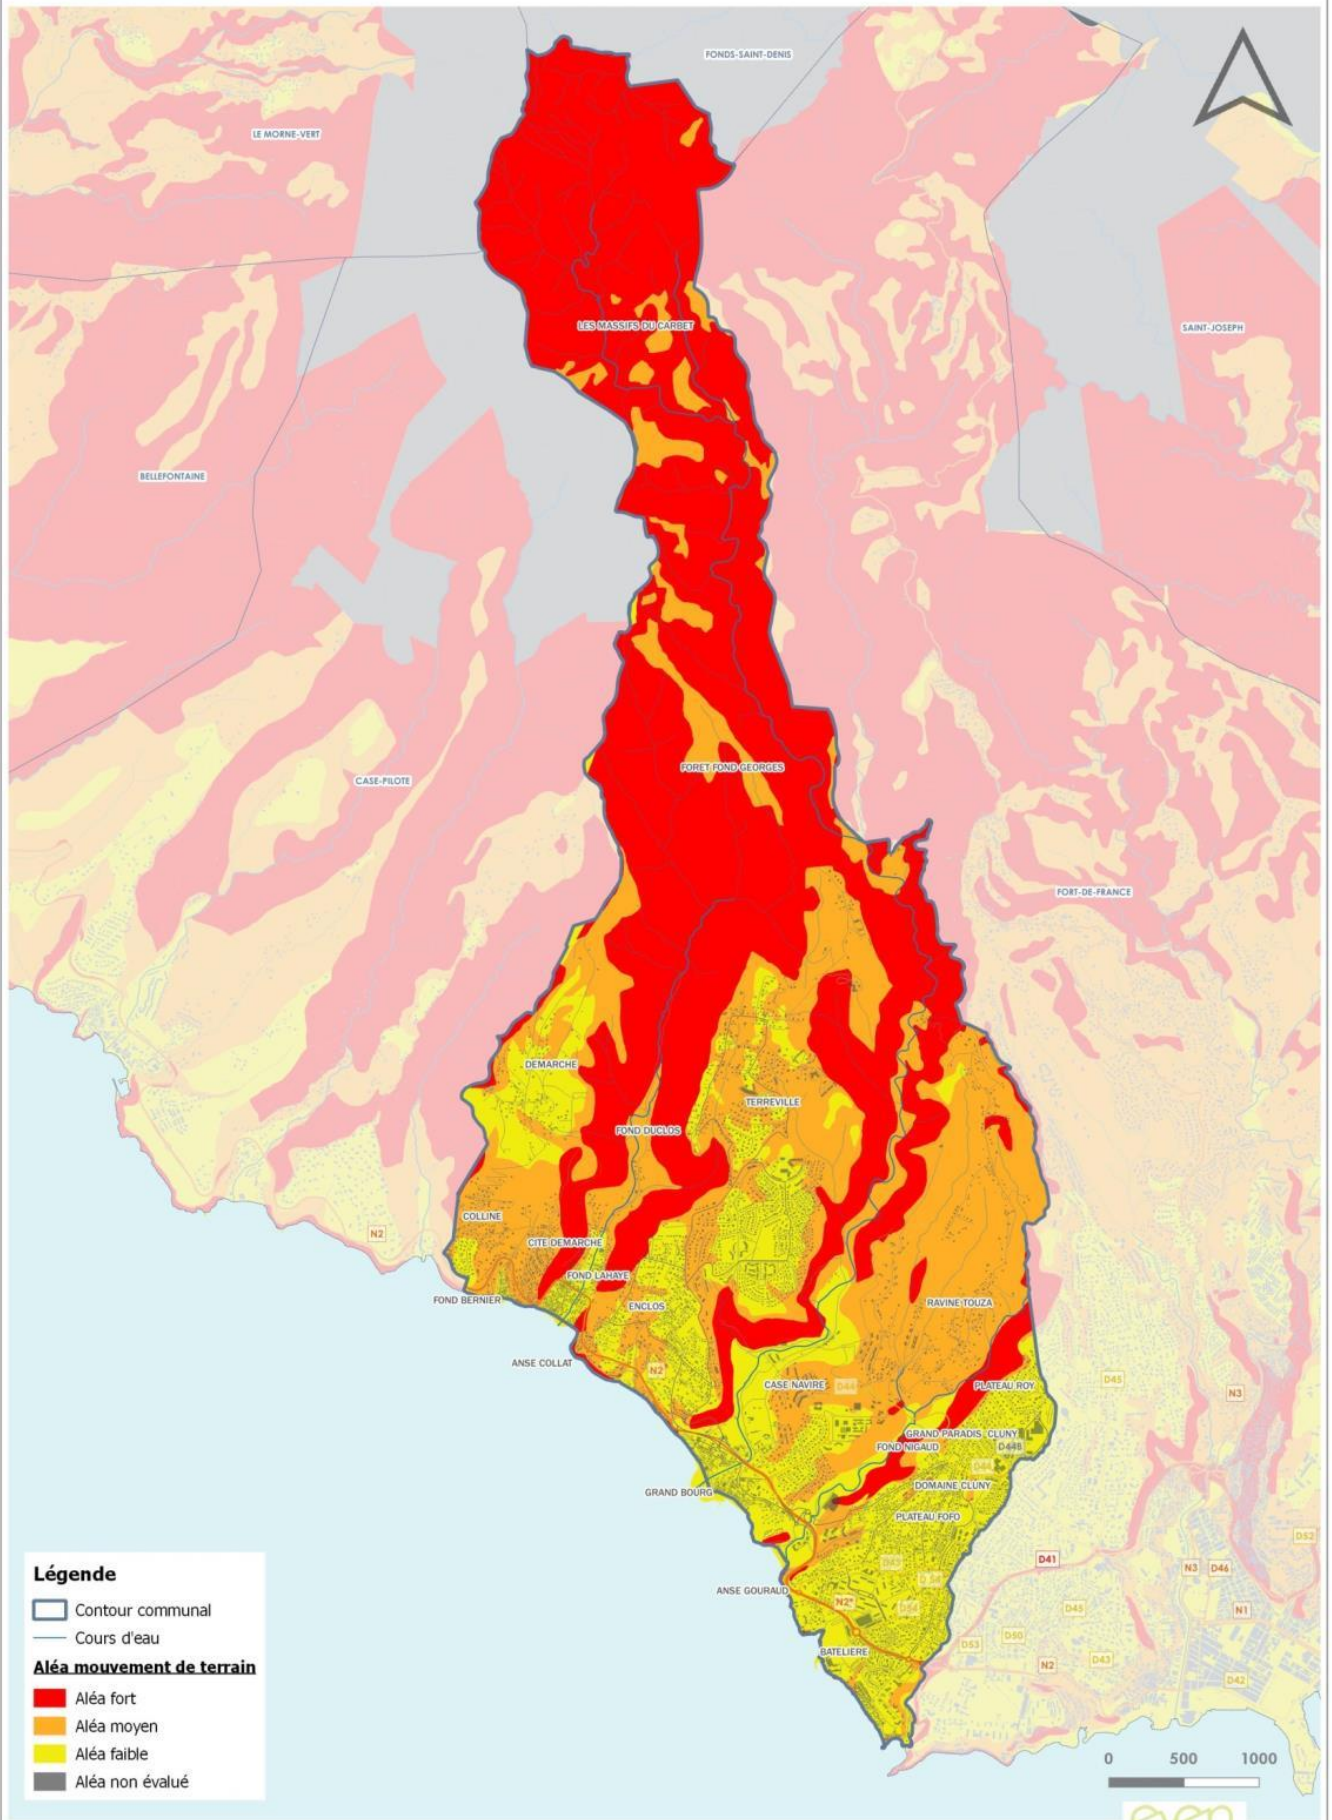 FONDS-SAINT-DENIS
LE MORNE-VERT
LES MASSIFS DU CARBET
SAINT-JOSEPH
BELLEFONTAINE
FORET FOND GEORGES
CASE-PILOTE
FORT-DE-FRANCE
DEMARCHE
TERREVILLE
FOND DUCLOS
COLLINE
N2
CITE DEMARCHE
FOND LAHAYE
FOND BERNIER
ENCLOS
RAVINE TOUZA
ANSE COLLAT
N2
CASE NAVIRE
D44
PLATEAU ROY
D45
N3
GRAND PARADIS CLUNY
FOND NIGAUD
D44B
D44
GRAND BOURG
DOMAINE CLUNY
PLATEAU FOFO
D52
D41
N3
D46
ANSE GOURAUD
N2*
D45
N1
D50
D53
BATELIERE
N2
D43
D42
Légende
Contour communal
Cours d'eau
Aléa mouvement de terrain
Aléa fort
Aléa moyen
Aléa faible
Aléa non évalué
0 500 1000